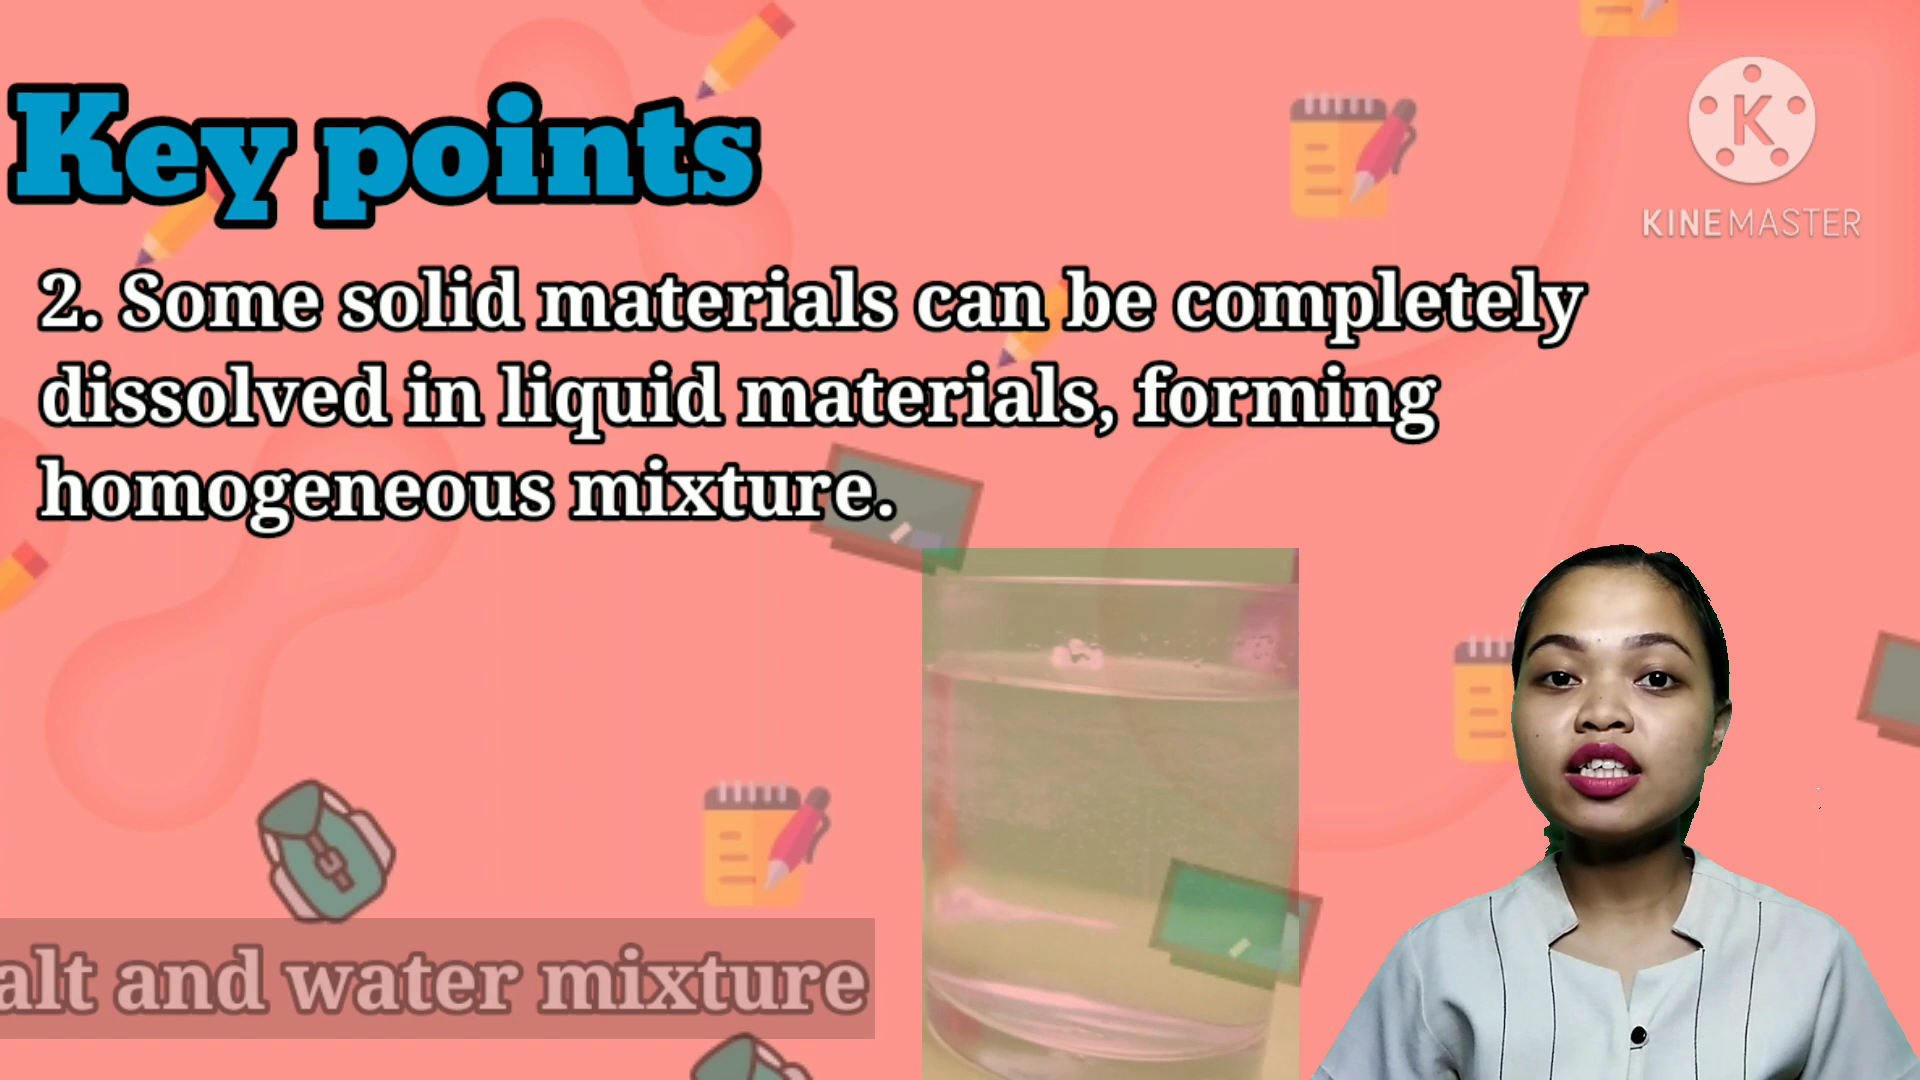 Key points
K
KINEMASTER
2. Some solid materials can be completely
dissolved in liquid materials, forming
homogeneous mixture.
alt and water mixture